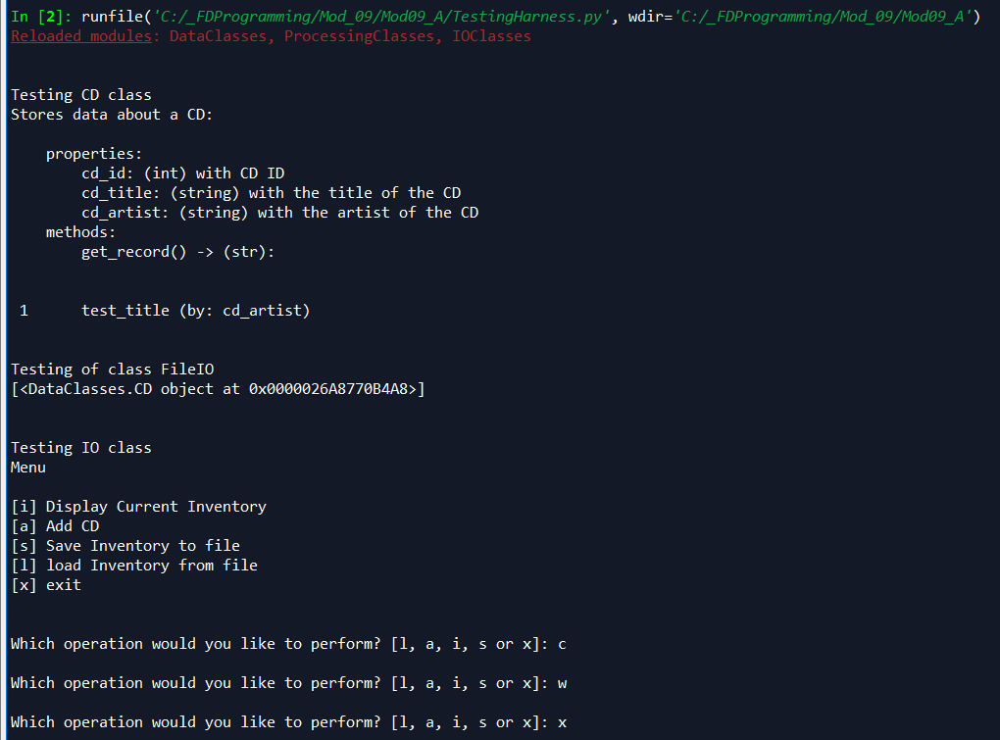 In [2]: runfile('C:/_FDProgramming/Mod_09/Mod09_A/TestingHarness.py', wdir='C:/_FDProgramming/Mod_09/Mod09_A')
Reloaded modules: DataClasses, ProcessingClasses, IOClasses
Testing CD class
Stores data about a CD:
properties:
cd_id: (int) with CD ID
cd_title: (string) with the title of the CD
cd_artist: (string) with the artist of the CD
methods:
get_record() -> (str):
1 test_title (by: cd_artist)
Testing of class FileIO
[<DataClasses.CD object at 0x0000026A8770B4A8>]
Testing IO class
Menu
[i] Display Current Inventory
[a] Add CD
[s] Save Inventory to file
[l] load Inventory from file
[x] exit
Which operation would you like to perform? [l, a, i, s or x]: c
Which operation would you like to perform? [l, a, i, s or x]: w
Which operation would you like to perform? [l, a, i, s or x]: x